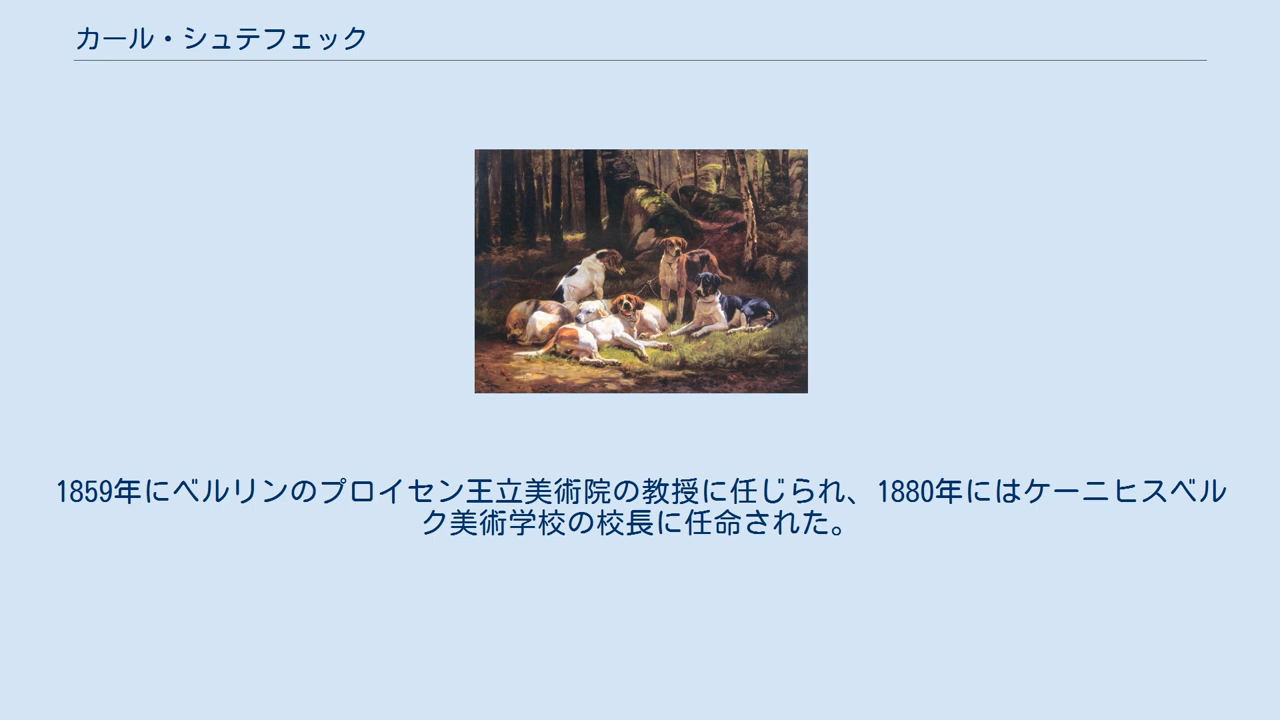 カール・シュテフェック
1859年にベルリンのプロイセン王立美術院の教授に任じられ、1880年にはケーニヒスベル
ク美術学校の校長に任命された。